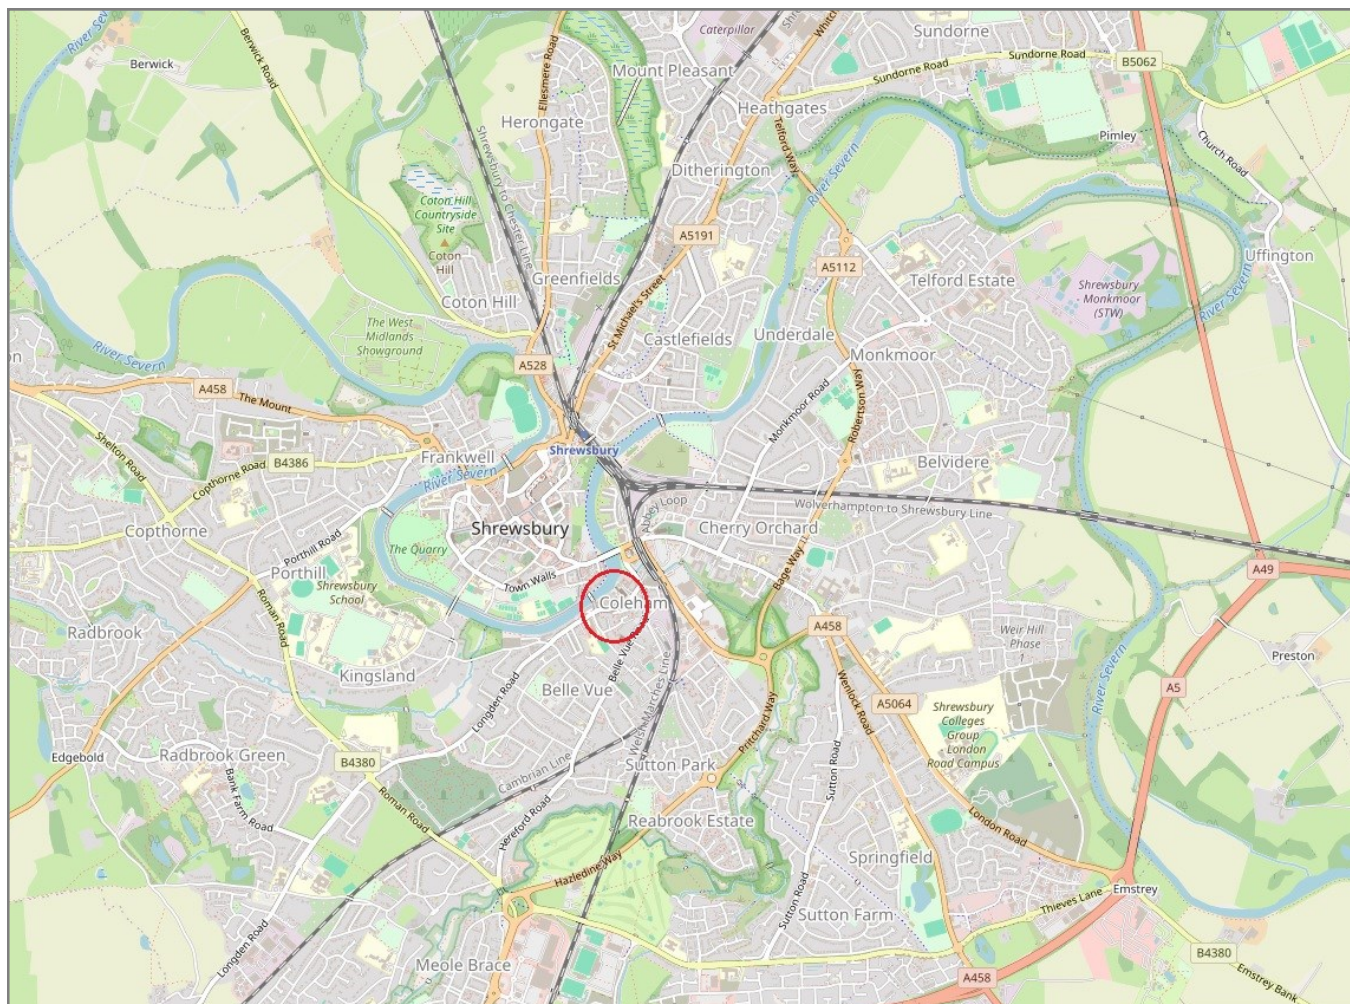 River Sev
Berwick
Berwick Road
Ellesmere Road
Caterpillar
Shre
Whitch
Sundorne
Sundorne Road
Sundorne Road
B5062
Mount Pleasant
Heathgates
Herongate
Telford Way
Pimley
Church Road
Shrewsbury to Chester Line
Ditherington
River Severn
Coton Hill
Countryside
Site
Coton
Hill
A5191
A5112
Uffington
River Severn
Greenfields
Telford Estate
Shrewsbury
- Monkmoor
(STW)
Coton Hill
St Michael's Street
The West
Midlands
Showground
Castlefields
Underdale
Monkmoor
River Severn
on
A528
A458
The Mount
Monkmoor Road
Robertson Way
Shelton Road
Shrewsbury
Frankwell
B4386
Copthorne Road
River Severn
Belvidere
Abbey Loop
Wolverhampton to Shrewsbury Line
Copthorne
Shrewsbury
Cherry Orchard
Porthill Road
The Quarry
A49
Porthill
Shrewsbury
School
Town Walls
Bage Way
Roman Road
Coleham
Radbrook
A458
Weir Hill
Phase
1
Preston
Belle Vue Road
Kingsland
Belle Vue
Longden Road
Welsh Marches Line
Wenlock Road
A5064
River Severn
A5
Shrewsbury
Colleges
Group
London
Road Campus
Pritchard Way
Edgebold
Radbrook Green
B4380
Cambrian Line
Sutton Park
Sutton Road
Bank Farm Road
Roman Road
Hereford Road
Reabrook Estate
London Road
Springfield
Hazledine Way
Emstrey
Thieves Lane
Sutton Road
Sutton Farm
Longden Road
Meole Brace
B4380
A458
Emstrey Bank